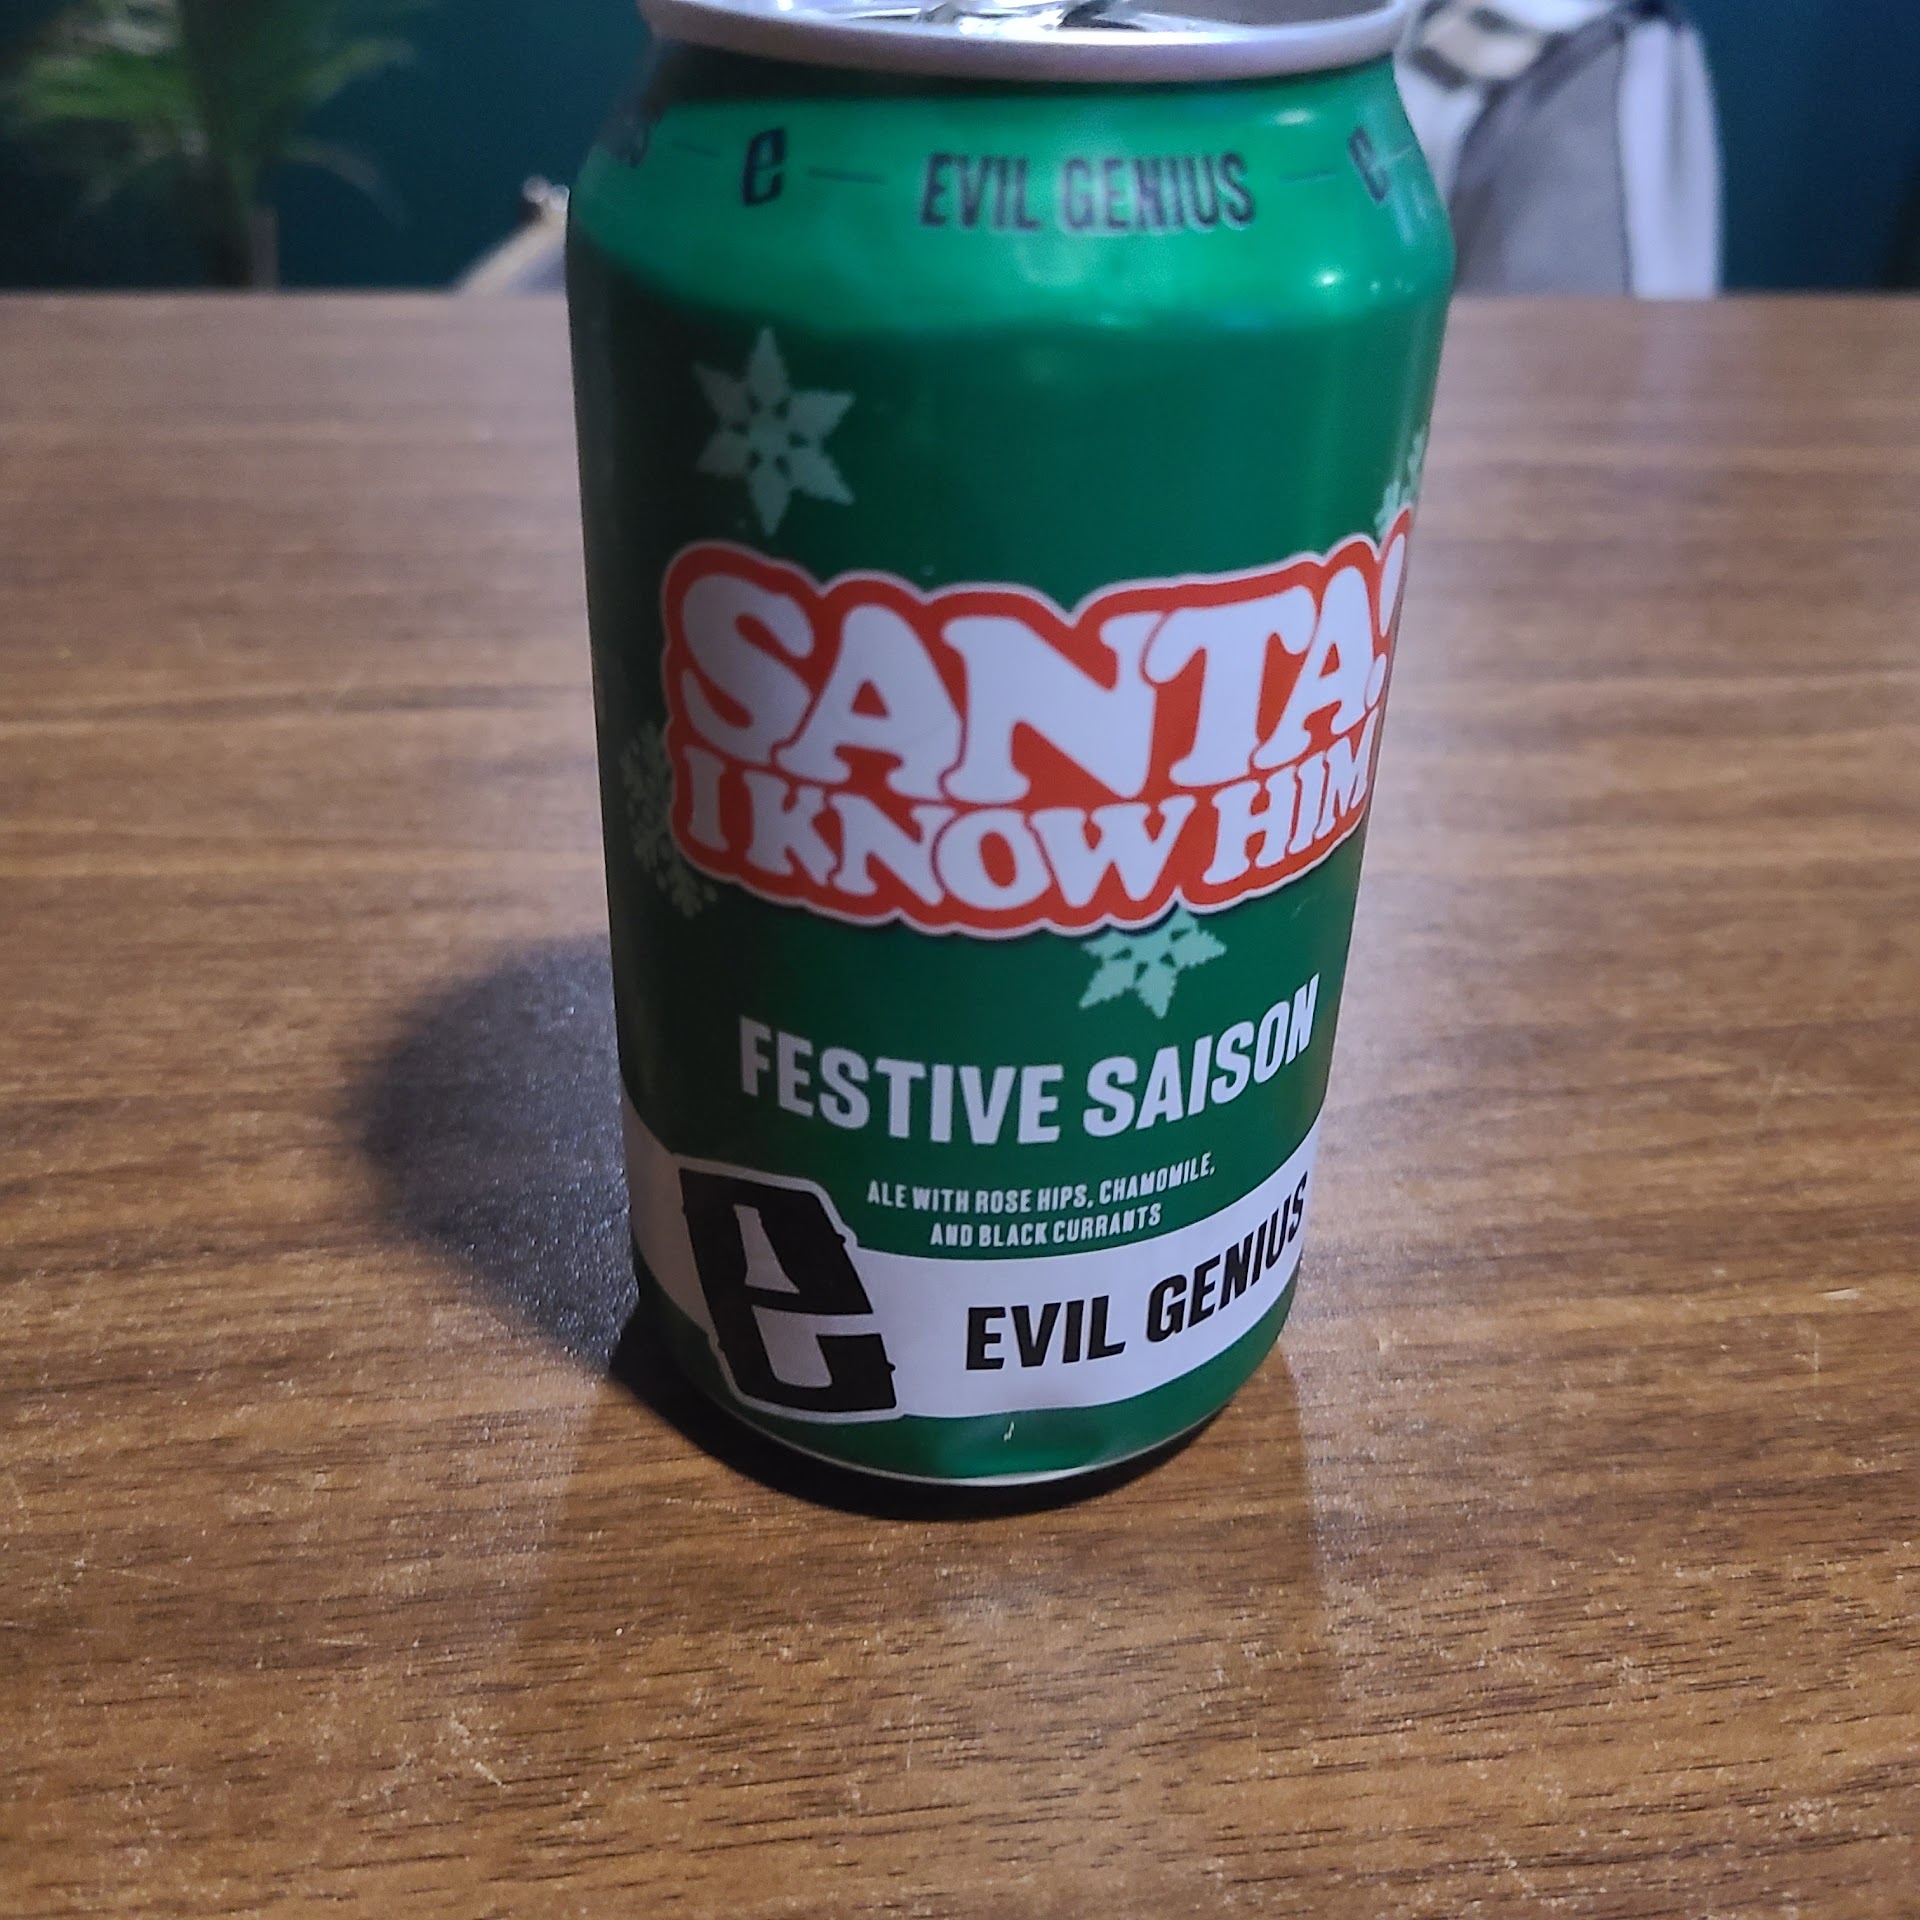 e — EVIL GENIUS — e
SANTA!
I KNOW HIM!
FESTIVE SAISON
ALE WITH ROSE HIPS, CHAMOMILE,
AND BLACK CURRANTS
e EVIL GENIUS